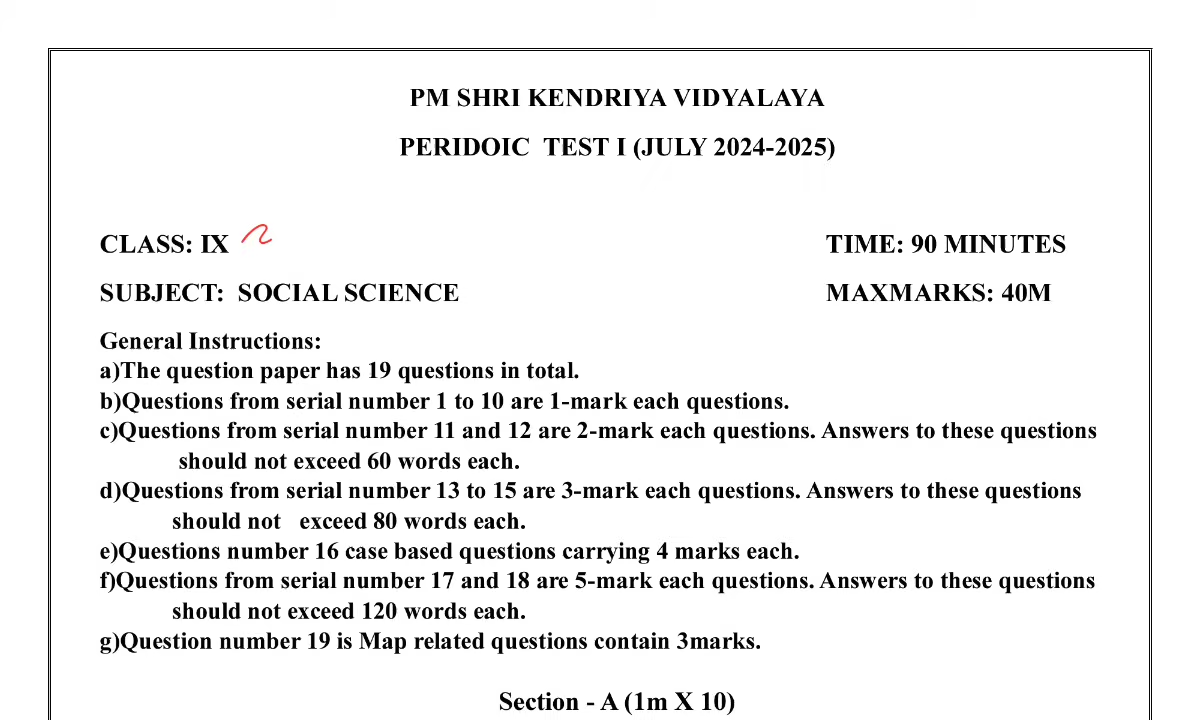 PM SHRI KENDRIYA VIDYALAYA
PERIDOIC TEST I (JULY 2024-2025)
CLASS: IX
TIME: 90 MINUTES
SUBJECT: SOCIAL SCIENCE
MAXMARKS: 40M
General Instructions:
a)The question paper has 19 questions in total.
b)Questions from serial number 1 to 10 are 1-mark each questions.
c)Questions from serial number 11 and 12 are 2-mark each questions. Answers to these questions
should not exceed 60 words each.
d)Questions from serial number 13 to 15 are 3-mark each questions. Answers to these questions
should not exceed 80 words each.
e)Questions number 16 case based questions carrying 4 marks each.
f)Questions from serial number 17 and 18 are 5-mark each questions. Answers to these questions
should not exceed 120 words each.
g)Question number 19 is Map related questions contain 3marks.
Section - A (1m X 10)